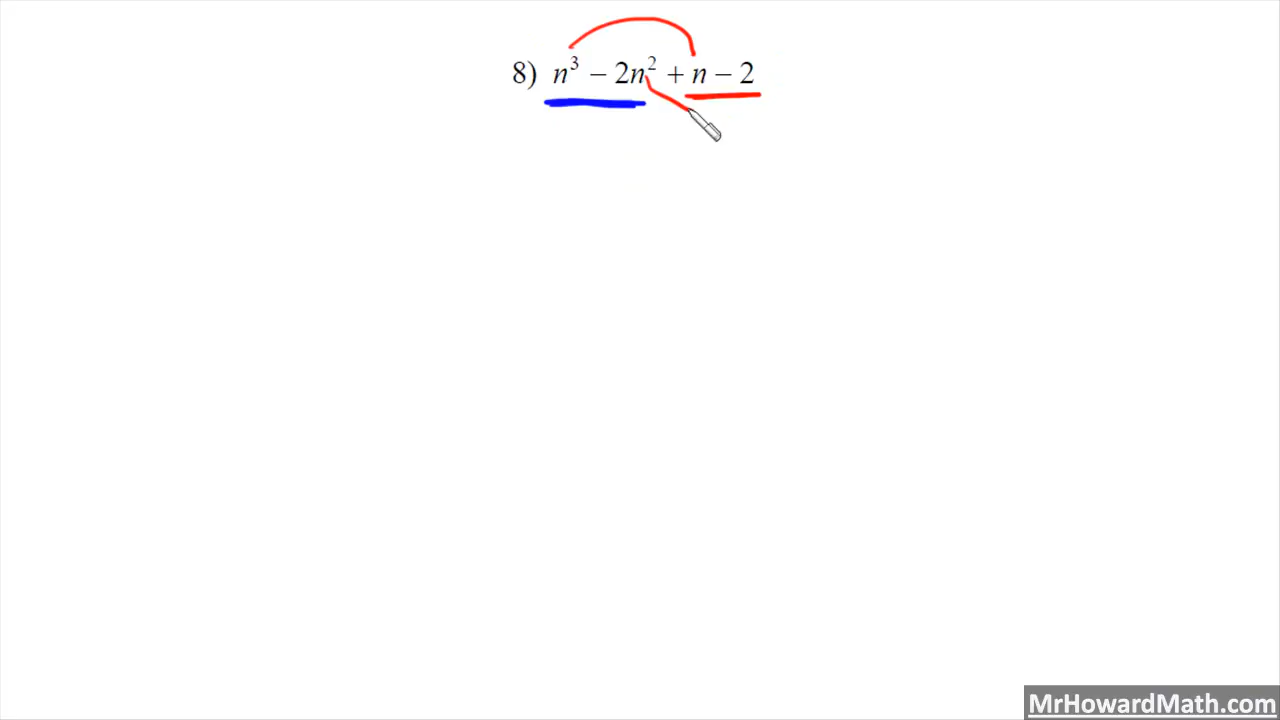 8) n³ – 2n² + n – 2
MrHowardMath.com